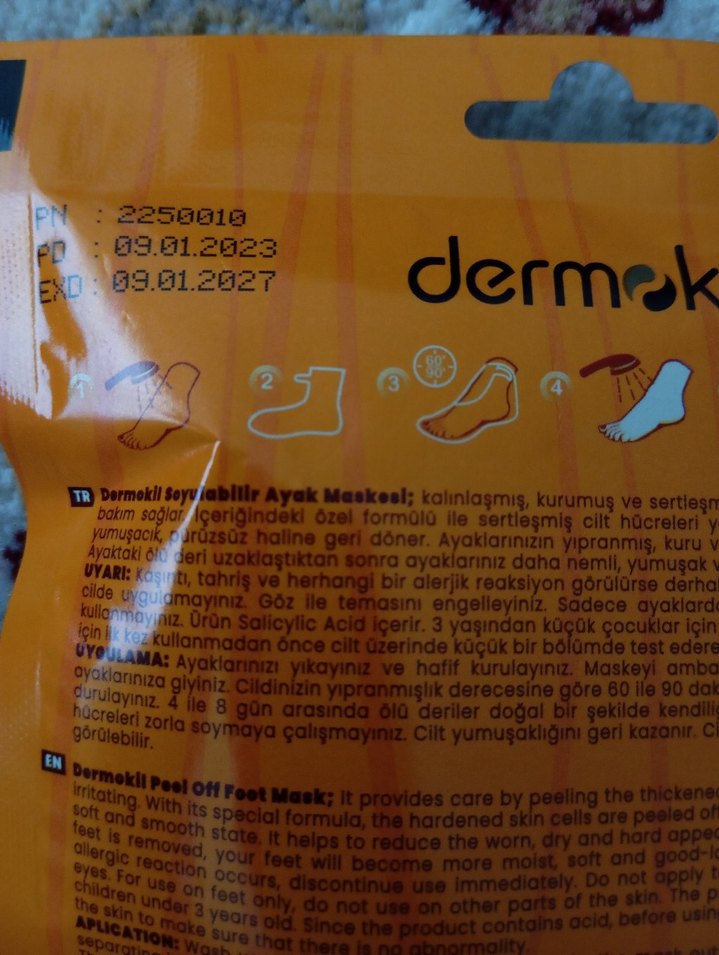 PN : 2250010
PD : 09.01.2023
EXD : 09.01.2027
dermok
1
2
3
60'
90'
4
TR Dermokil Soyulabilir Ayak Maskesi; kalınlaşmış, kurumuş ve sertleşm
bakım sağlar. İçeriğindeki özel formülü ile sertleşmiş cilt hücreleri y
yumuşacık, pürüzsüz haline geri döner. Ayaklarınızın yıpranmış, kuru v
Ayaktaki ölü deri uzaklaştıktan sonra ayaklarınız daha nemli, yumuşak v
UYARI: Kaşıntı, tahriş ve herhangi bir alerjik reaksiyon görülürse derha
cilde uygulamayınız. Göz ile temasını engelleyiniz. Sadece ayaklarda
kullanmayınız. Ürün Salicylic Acid içerir. 3 yaşından küçük çocuklar için
için ilk kez kullanmadan önce cilt üzerinde küçük bir bölümde test edere
UYGULAMA: Ayaklarınızı yıkayınız ve hafif kurulayınız. Maskeyi amba
ayaklarınıza giyiniz. Cildinizin yıpranmışlık derecesine göre 60 ile 90 dak
durulayınız. 4 ile 8 gün arasında ölü deriler doğal bir şekilde kendili
hücreleri zorla soymaya çalışmayınız. Cilt yumuşaklığını geri kazanır. Ci
görülebilir.
EN Dermokil Peel Off Foot Mask; It provides care by peeling the thickene
irritating. With its special formula, the hardened skin cells are peeled of
soft and smooth state. It helps to reduce the worn, dry and hard appe
feet is removed, your feet will become more moist, soft and good-l
allergic reaction occurs, discontinue use immediately. Do not apply t
eyes. For use on feet only, do not use on other parts of the skin. The p
children under 3 years old. Since the product contains acid, before usin
the skin to make sure that there is no abnormality.
APLICATION: Wash
separatin